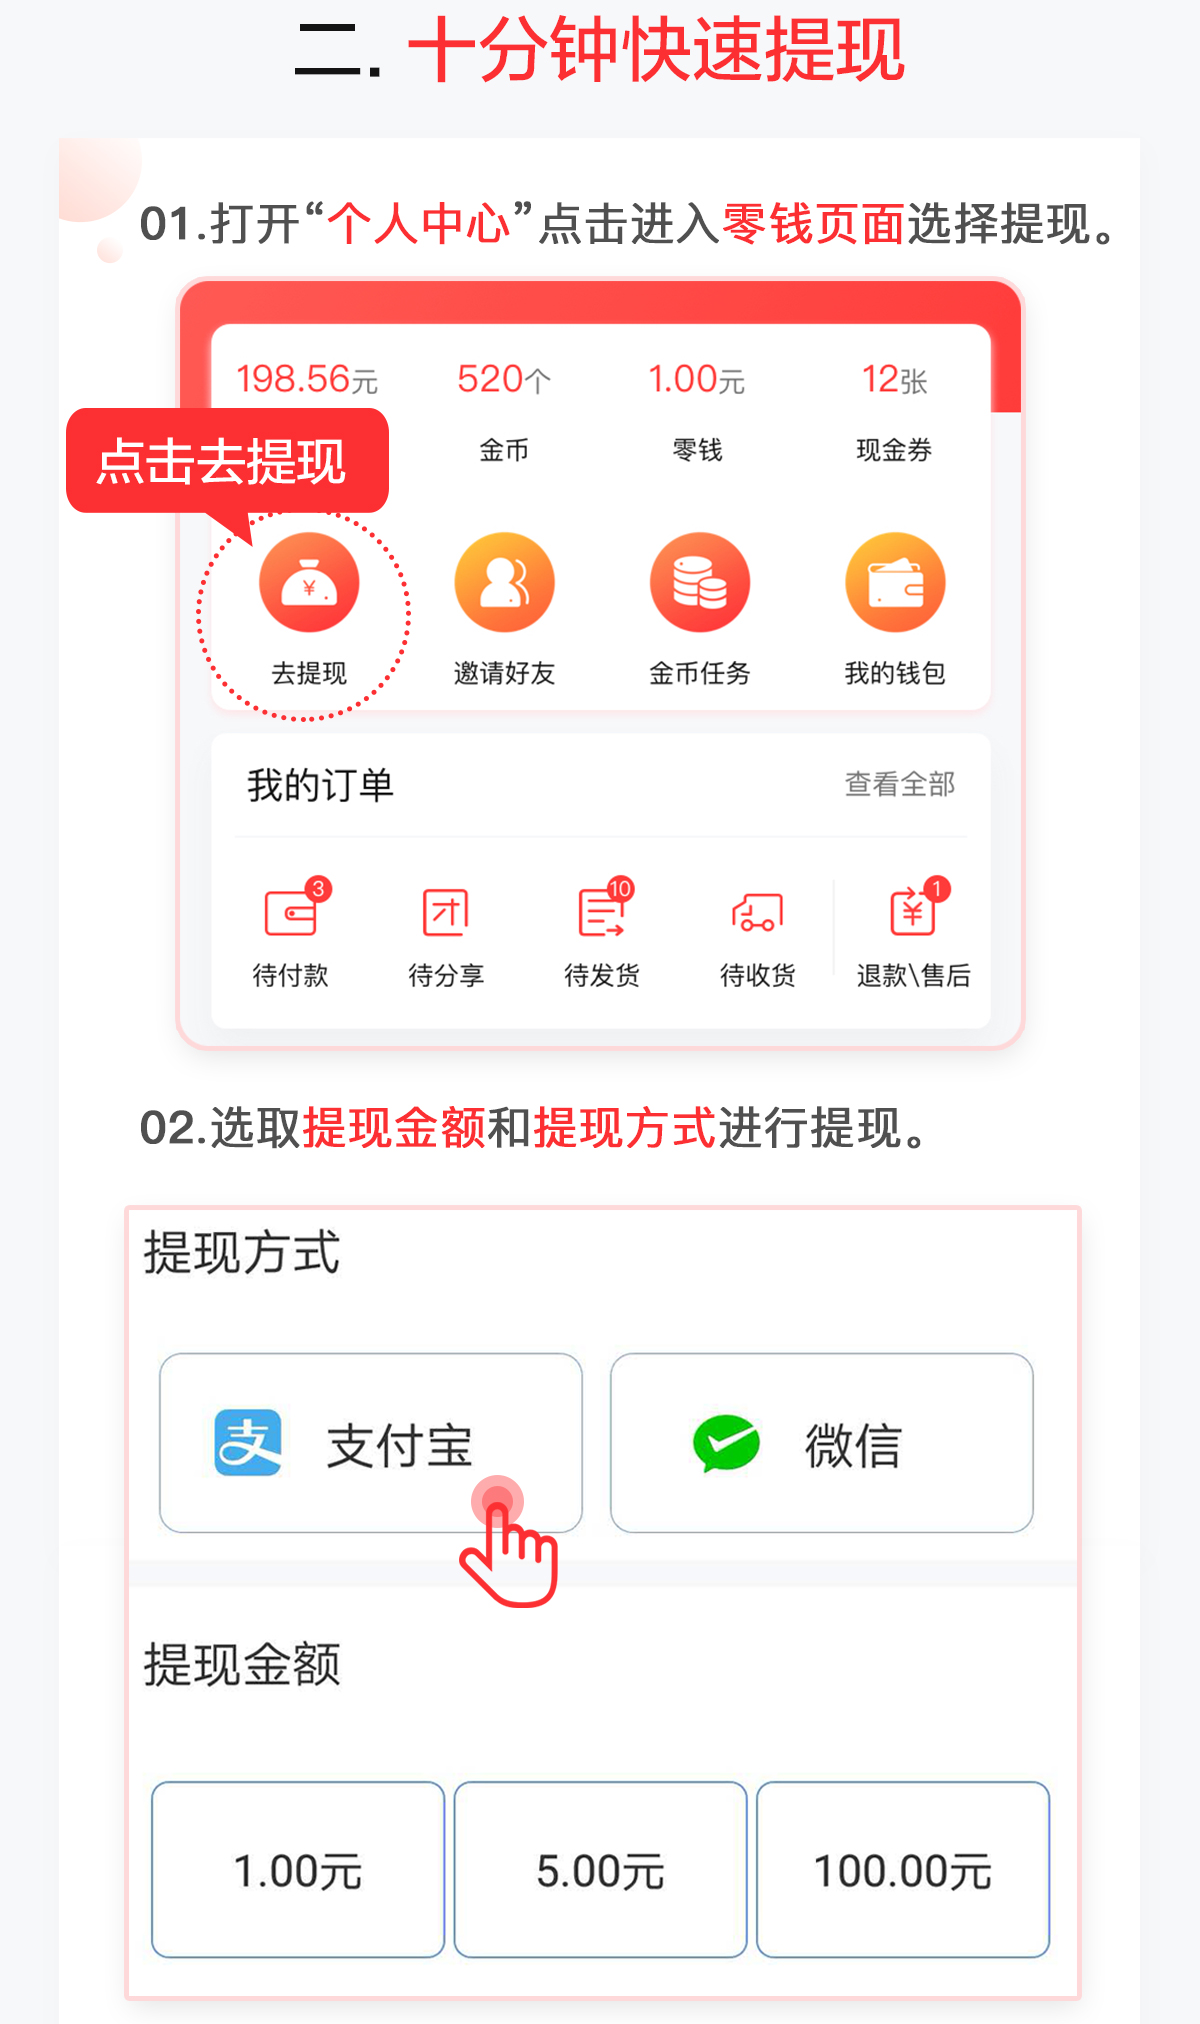 二. 十分钟快速提现
01.打开“个人中心”点击进入零钱页面选择提现。
198.56元 520个 1.00元 12张
点击去提现
金币 零钱 现金券
去提现 邀请好友 金币任务 我的钱包
我的订单 查看全部
3 10 1
待付款 待分享 待发货 待收货 退款\售后
02.选取提现金额和提现方式进行提现。
提现方式
支付宝 微信
提现金额
1.00元 5.00元 100.00元